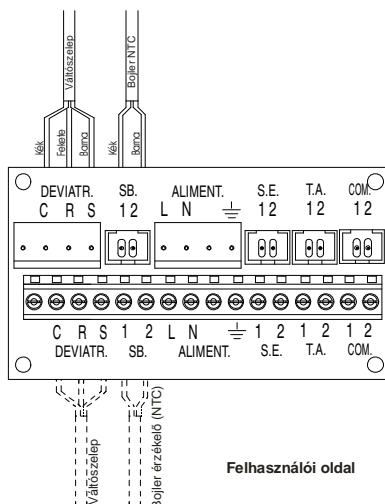 Váltószelep
Bojler NTC
Kék
Fekete
Barna
Kék
Barna
DEVIATR. SB. ALIMENT. S.E. T.A. COM.
C R S 1 2 L N 1 2 1 2 1 2
C R S 1 2 L N 1 2 1 2 1 2
DEVIATR. SB. ALIMENT. S.E. T.A. COM.
Váltószelep
Bojler érzékelő (NTC)
Felhasználói oldal